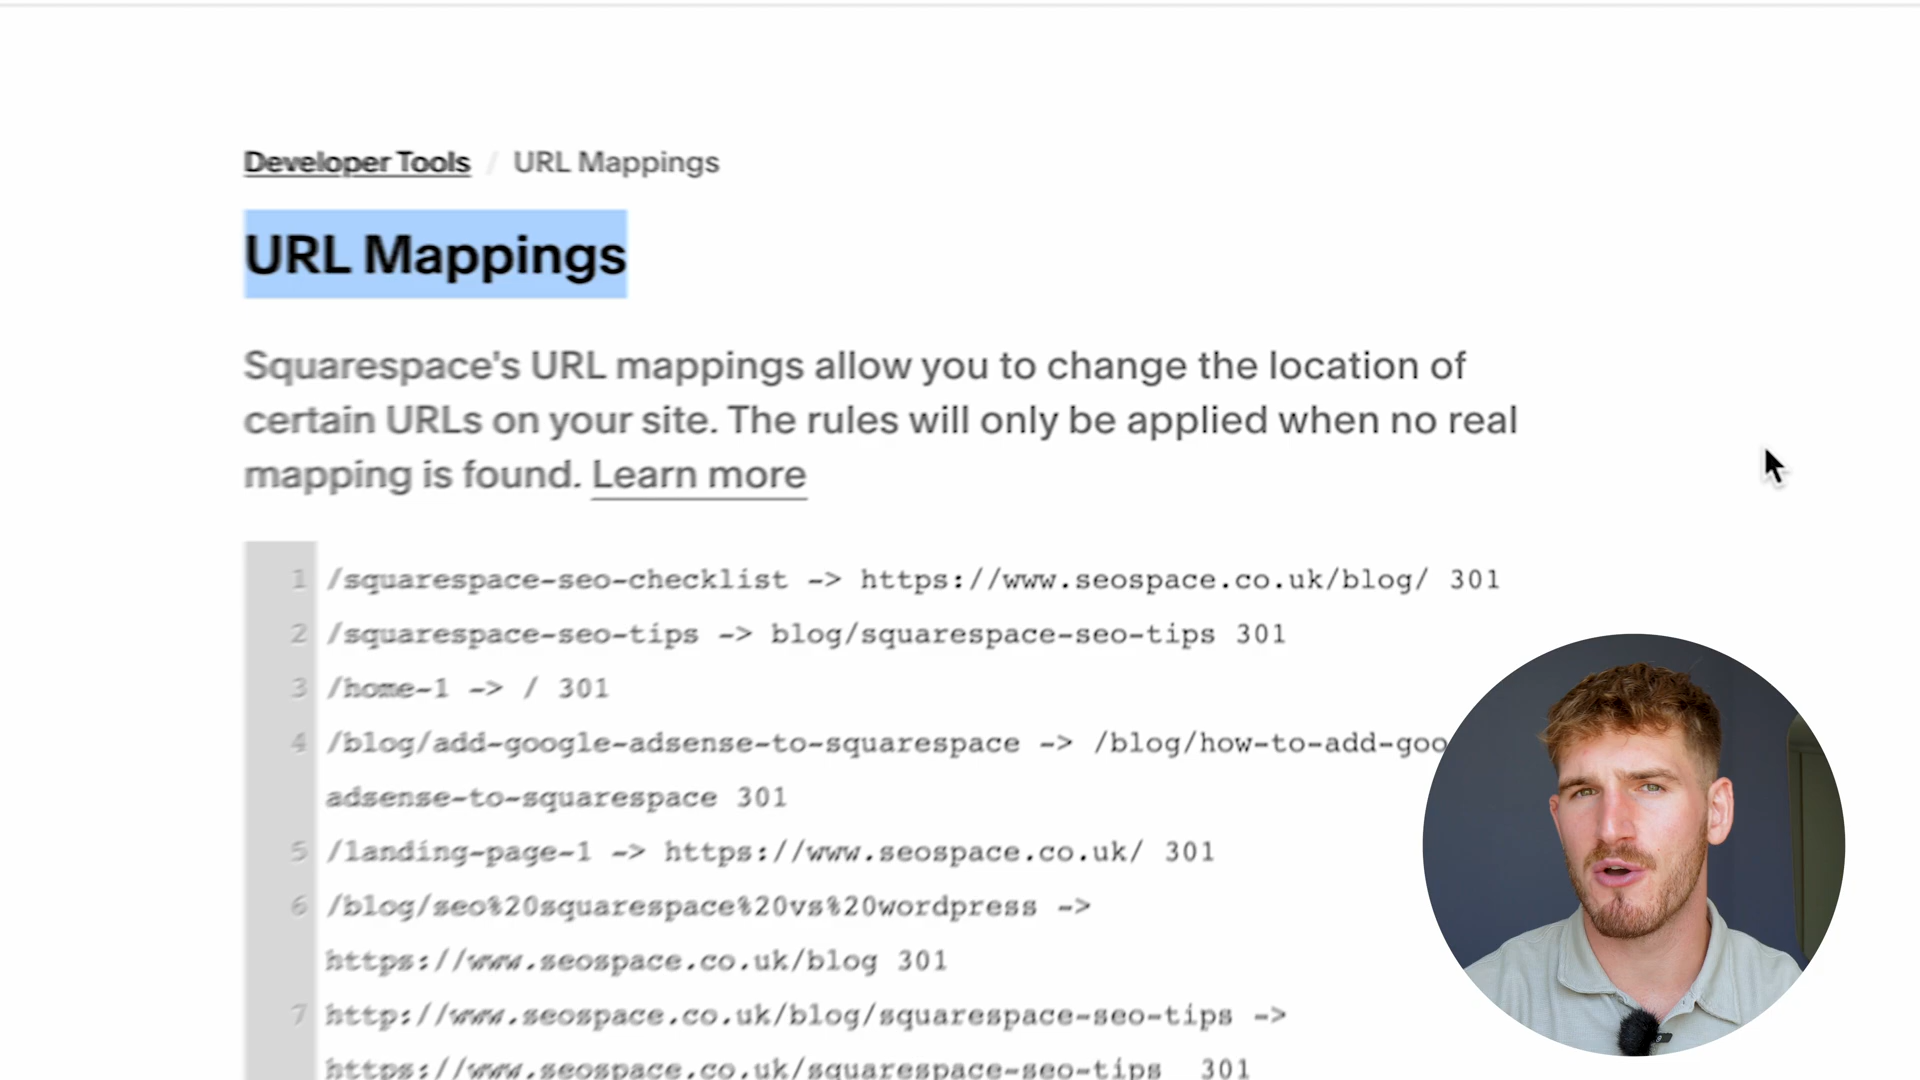 Developer Tools / URL Mappings
URL Mappings
Squarespace's URL mappings allow you to change the location of
certain URLs on your site. The rules will only be applied when no real
mapping is found. Learn more
1 /squarespace-seo-checklist -> https://www.seospace.co.uk/blog/ 301
2 /squarespace-seo-tips -> blog/squarespace-seo-tips 301
3 /home-1 -> / 301
4 /blog/add-google-adsense-to-squarespace -> /blog/how-to-add-goo
adsense-to-squarespace 301
5 /landing-page-1 -> https://www.seospace.co.uk/ 301
6 /blog/seo%20squarespace%20vs%20wordpress ->
https://www.seospace.co.uk/blog 301
7 http://www.seospace.co.uk/blog/squarespace-seo-tips ->
https://www.seospace.co.uk/squarespace-seo-tips 301